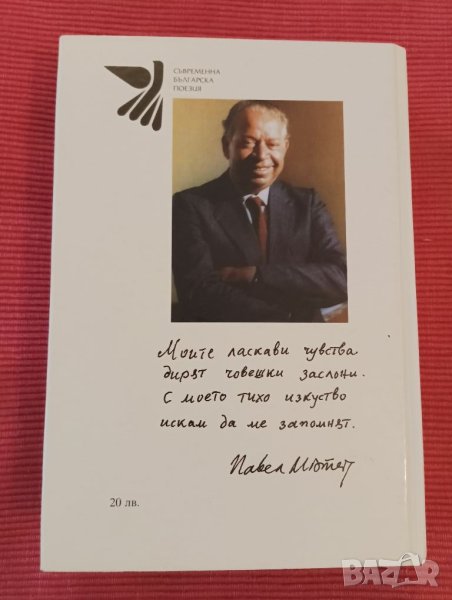 СЪВРЕМЕННА
БЪЛГАРСКА
ПОЕЗИЯ
Моите ласкави чувства
дирят човешки заслони.
С моето тихо изкуство
искам да ме запомнят.
Павел Матев
20 лв.
BAZAR